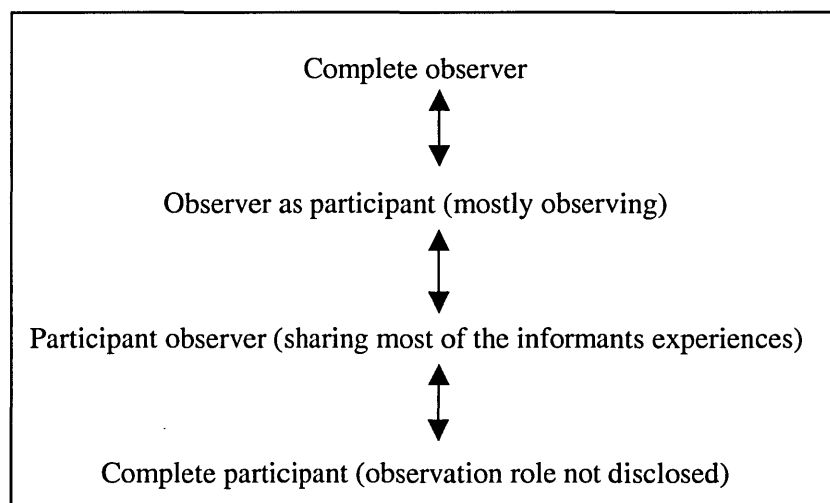 Complete observer
Observer as participant (mostly observing)
Participant observer (sharing most of the informants experiences)
Complete participant (observation role not disclosed)